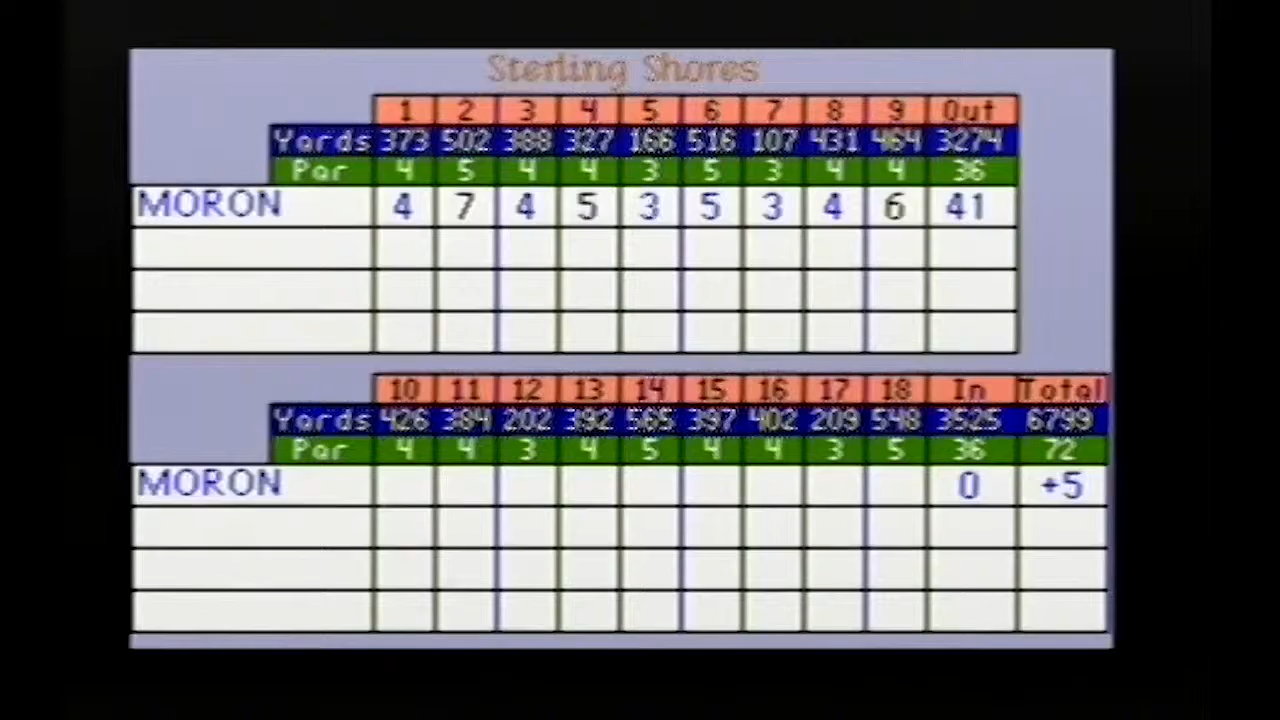 Sterling Shores
1 2 3 4 5 6 7 8 9 Out
Yards 373 502 388 327 166 516 107 431 464 3274
Par 4 5 4 4 3 5 3 4 4 36
MORON 4 7 4 5 3 5 3 4 6 41
10 11 12 13 14 15 16 17 18 In Total
Yards 426 384 202 392 565 397 402 209 548 3525 6799
Par 4 4 3 4 5 4 4 3 5 36 72
MORON 0 +5